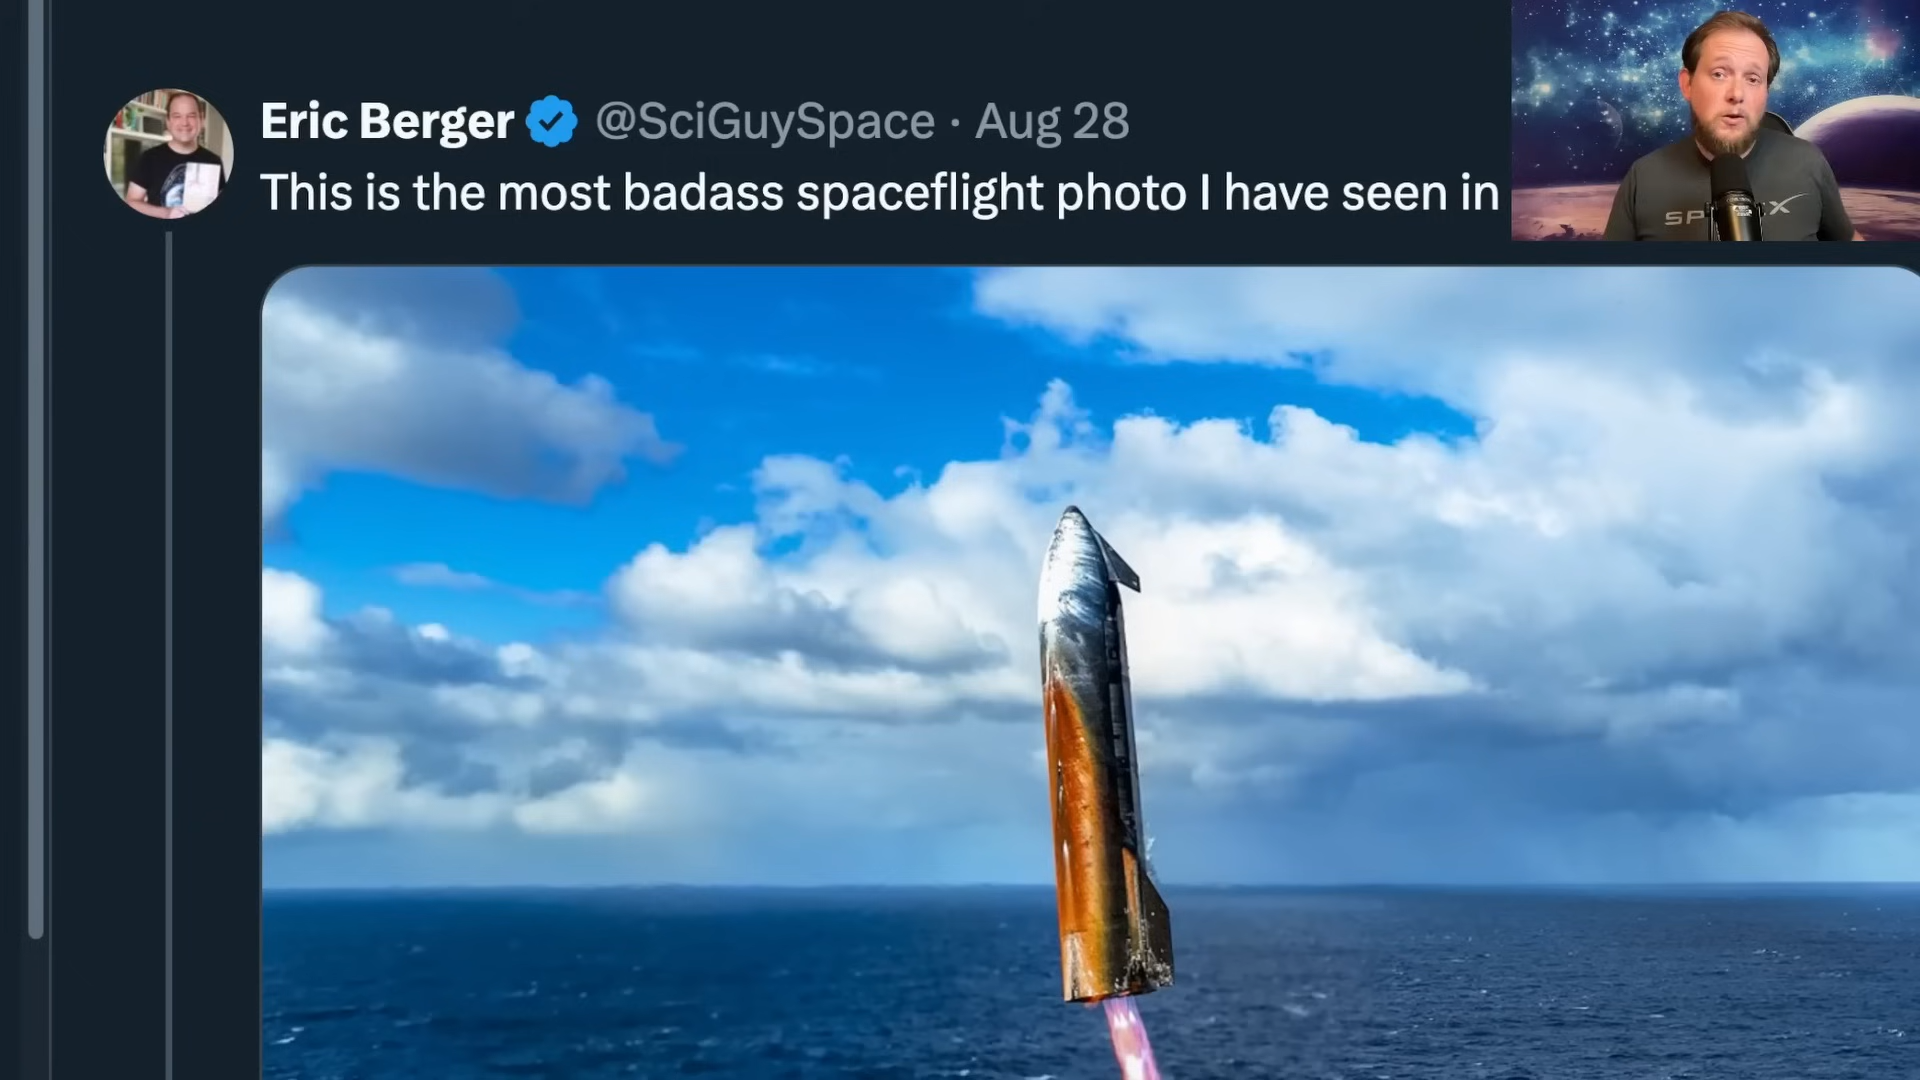 Eric Berger @SciGuySpace · Aug 28
This is the most badass spaceflight photo I have seen in